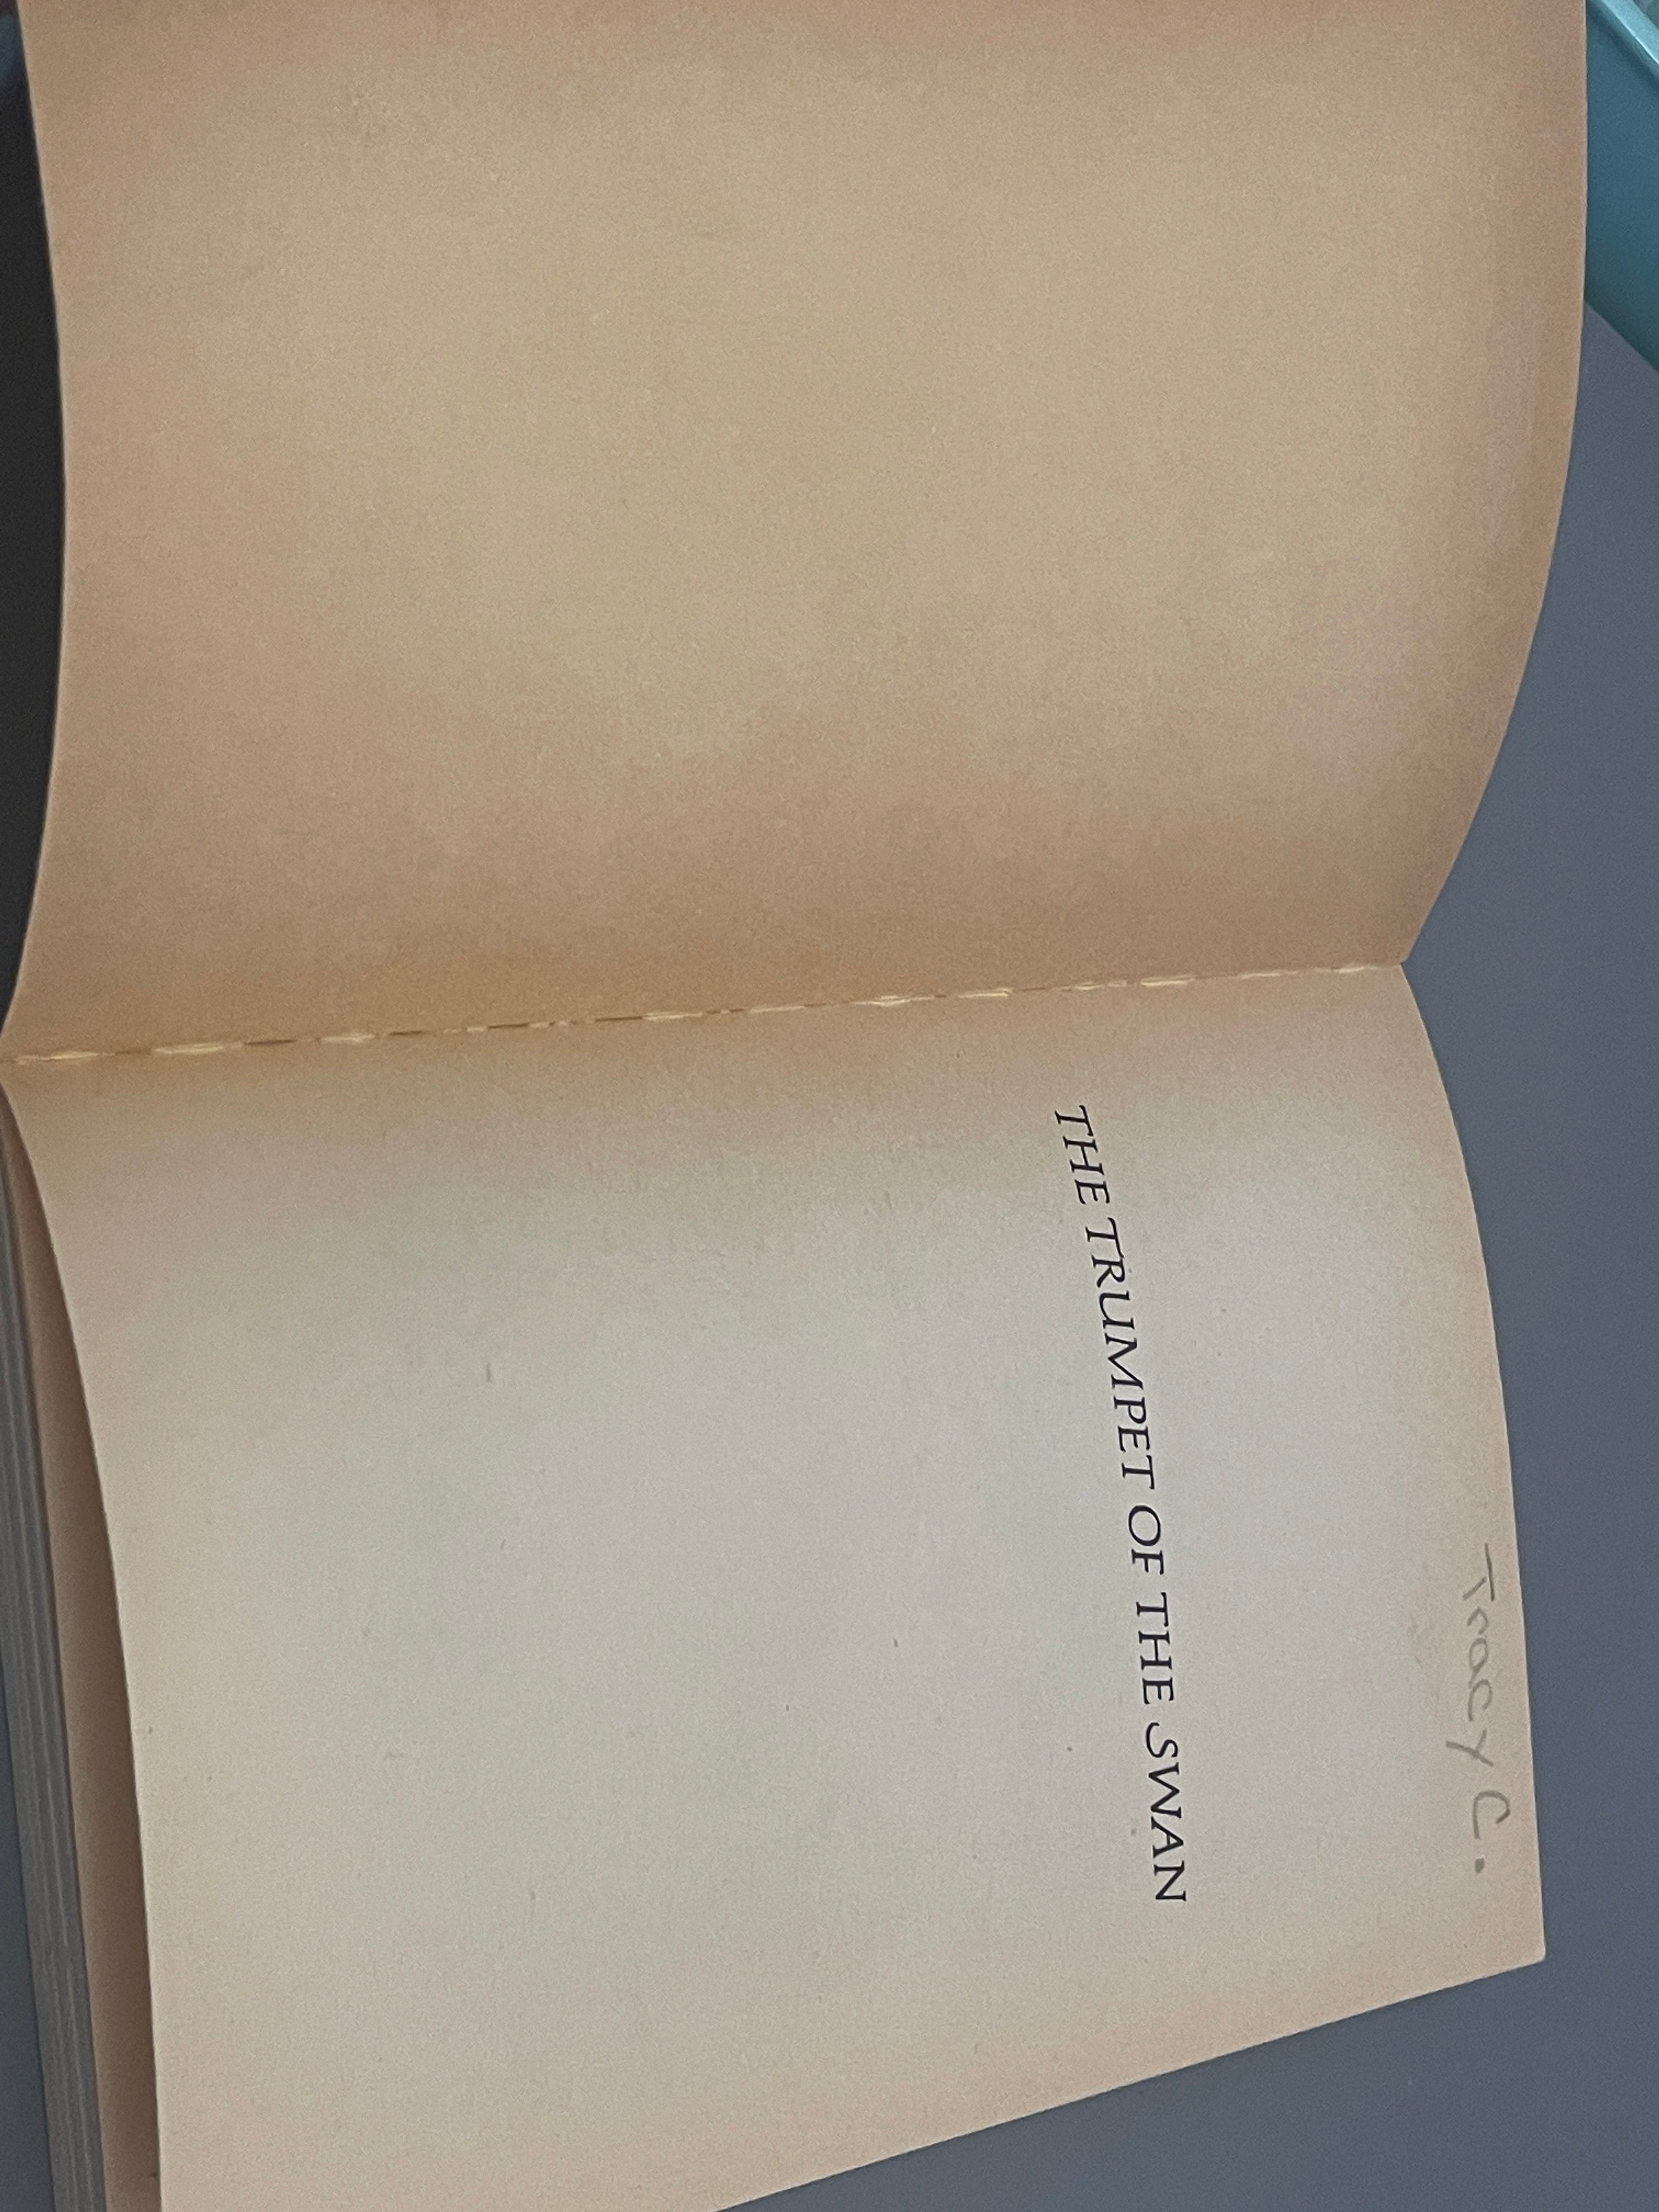 Tracy C.
THE TRUMPET OF THE SWAN